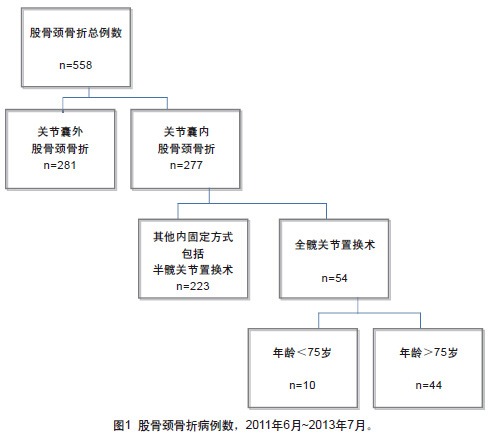 股骨颈骨折总例数
n=558
关节囊外
股骨颈骨折
n=281
关节囊内
股骨颈骨折
n=277
其他内固定方式
包括
半髋关节置换术
n=223
全髋关节置换术
n=54
年龄＜75岁
n=10
年龄＞75岁
n=44
图1 股骨颈骨折病例数，2011年6月~2013年7月。